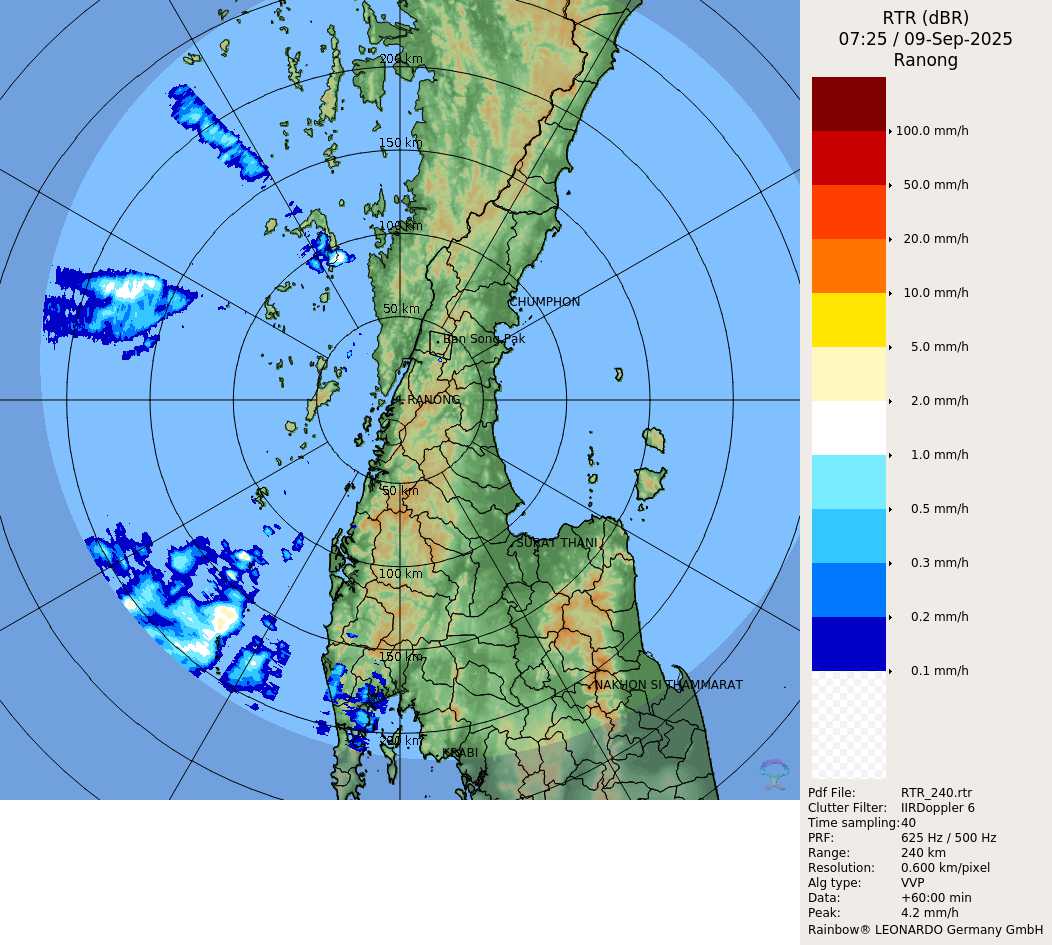 RTR (dBR)
07:25 / 09-Sep-2025
Ranong
200 km
150 km
100 km
50 km
CHUMPHON
Ban Song Pak
RANONG
50 km
SURAT THANI
100 km
150 km
NAKHON SI THAMMARAT
200 km
KRABI
100.0 mm/h
50.0 mm/h
20.0 mm/h
10.0 mm/h
5.0 mm/h
2.0 mm/h
1.0 mm/h
0.5 mm/h
0.3 mm/h
0.2 mm/h
0.1 mm/h
Pdf File: RTR_240.rtr
Clutter Filter: IIRDoppler 6
Time sampling:40
PRF: 625 Hz / 500 Hz
Range: 240 km
Resolution: 0.600 km/pixel
Alg type: VVP
Data: +60:00 min
Peak: 4.2 mm/h
Rainbow® LEONARDO Germany GmbH